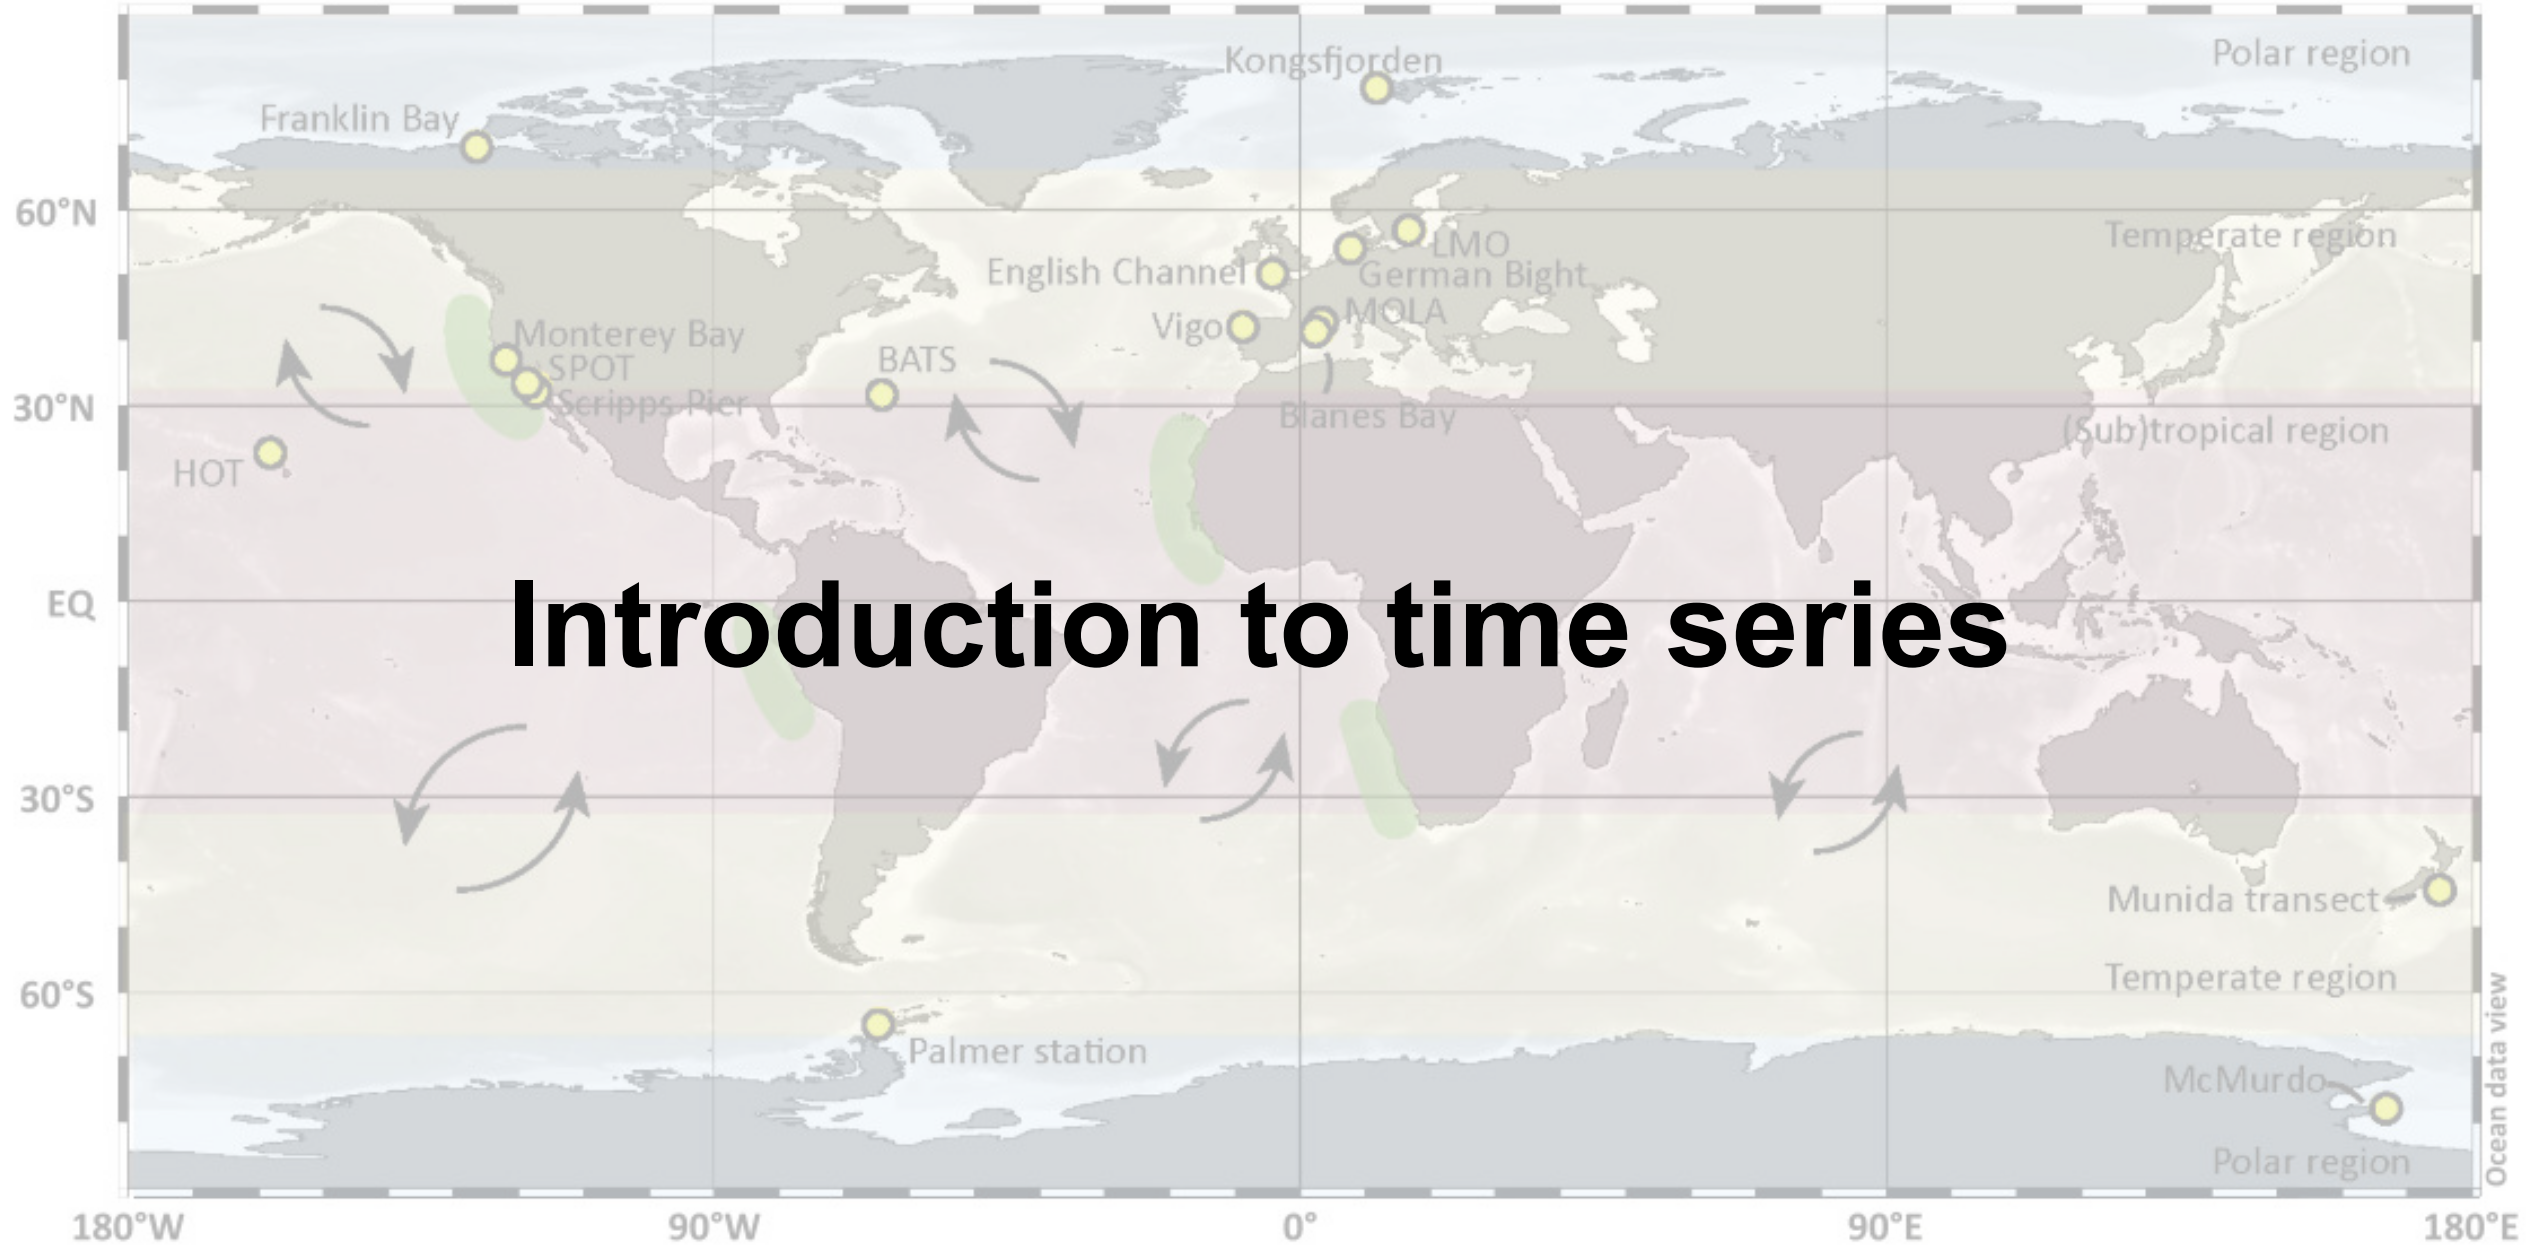 Kongsfjorden
Polar region
Franklin Bay
60°N
Temperate region
LMO
English Channel
German Bight
MOLA
Vigo
Monterey Bay
BATS
SPOT
30°N
Scripps Pier
Blanes Bay
(Sub)tropical region
HOT
EQ
Introduction to time series
30°S
Munida transect
Temperate region
60°S
Palmer station
McMurdo
Polar region
Ocean data view
180°W
90°W
0°
90°E
180°E